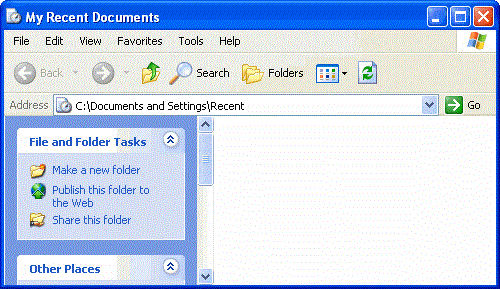 My Recent Documents
File Edit View Favorites Tools Help
Back Search Folders
Address C:\Documents and Settings\Recent Go
File and Folder Tasks
Make a new folder
Publish this folder to
the Web
Share this folder
Other Places